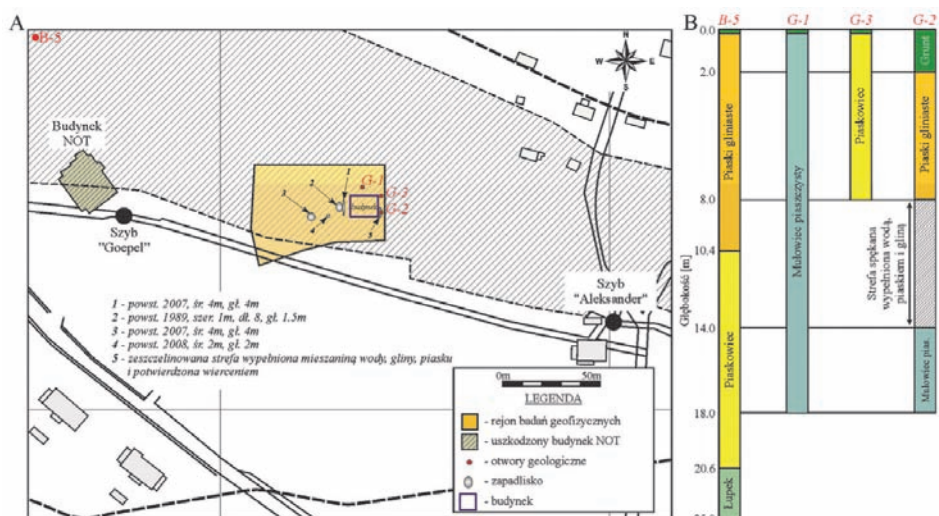 A
B-5
N
W
E
S
Budynek
NOT
G-1
G-3
G-2
budynek
1
2
3
4
5
Szyb
"Goepel"
Szyb
"Aleksander"
1 - powst. 2007, śr. 4m, gł. 4m
2 - powst. 1989, szer. 1m, dł. 8, gł. 1.5m
3 - powst. 2007, śr. 4m, gł. 4m
4 - powst. 2008, śr. 2m, gł. 2m
5 - zeszczelinowana strefa wypełniona mieszaniną wody, gliny, piasku
i potwierdzona wierceniem
0m 50m
LEGENDA
- rejon badań geofizycznych
- uszkodzony budynek NOT
- otwory geologiczne
- zapadlisko
- budynek
B
B-5 G-1 G-3 G-2
0.0
2.0
8.0
10.4
14.0
18.0
20.6
Głębokość [m]
Piaski gliniaste
Piaskowiec
Łupek
Mułowiec piaszczysty
Piaskowiec
Grunt
Piaski gliniaste
Strefa spękana
wypełniona wodą,
piaskiem i gliną
Mułowiec pias.